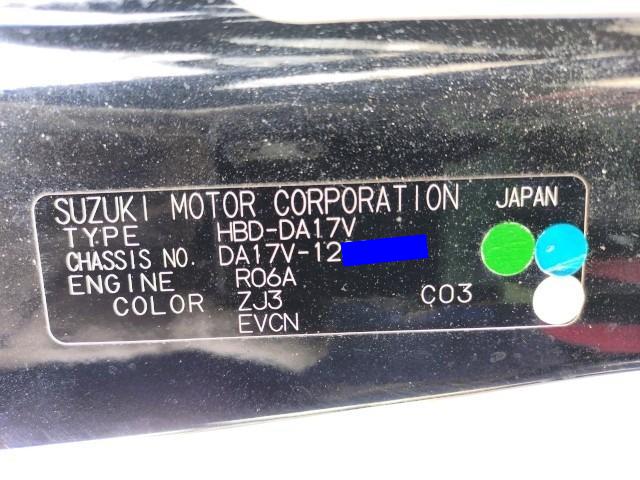 SUZUKI MOTOR CORPORATION JAPAN
TYPE HBD-DA17V
CHASSIS NO. DA17V-12
ENGINE R06A
COLOR ZJ3 C03
EVCN